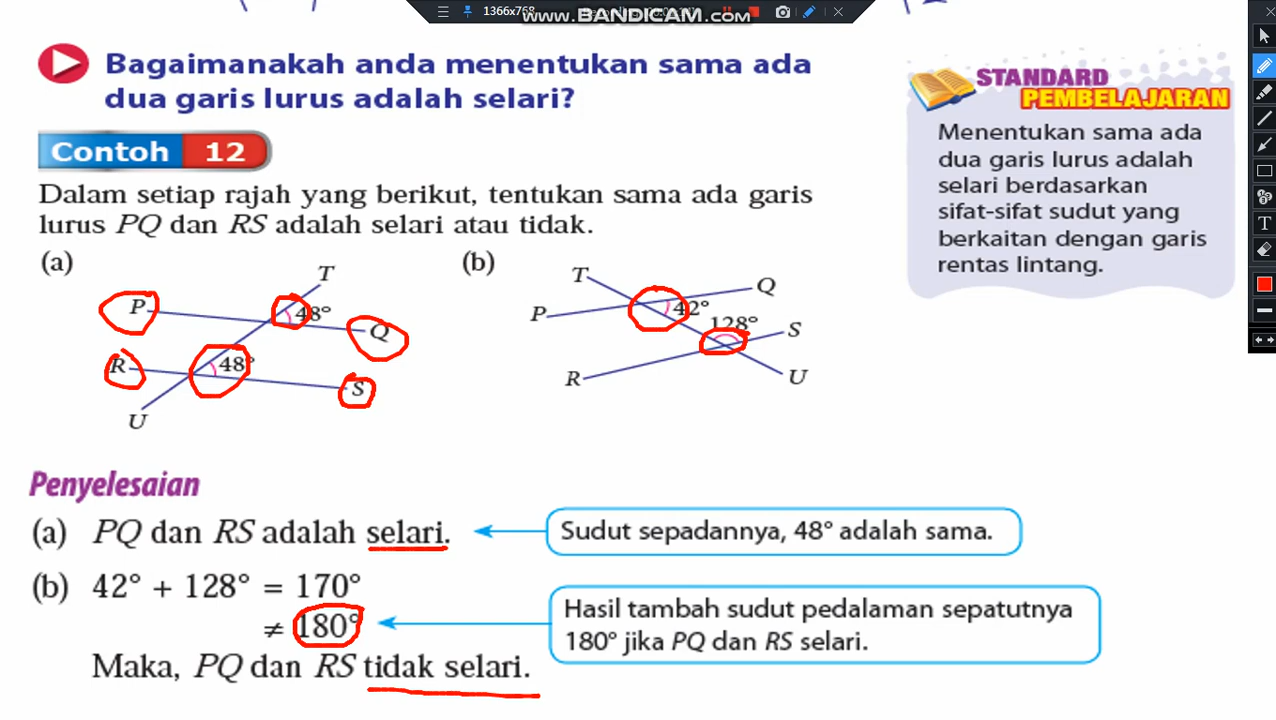 1366x768
www.BANDICAM.com
Bagaimanakah anda menentukan sama ada
dua garis lurus adalah selari?
STANDARD
PEMBELAJARAN
Menentukan sama ada
dua garis lurus adalah
selari berdasarkan
sifat-sifat sudut yang
berkaitan dengan garis
rentas lintang.
Contoh 12
Dalam setiap rajah yang berikut, tentukan sama ada garis
lurus PQ dan RS adalah selari atau tidak.
(a)
T
P
48°
Q
R
48°
S
U
(b)
T
Q
P
42°
128°
S
R
U
Penyelesaian
(a) PQ dan RS adalah selari.
Sudut sepadannya, 48° adalah sama.
(b) 42° + 128° = 170°
≠ 180°
Hasil tambah sudut pedalaman sepatutnya
180° jika PQ dan RS selari.
Maka, PQ dan RS tidak selari.
T